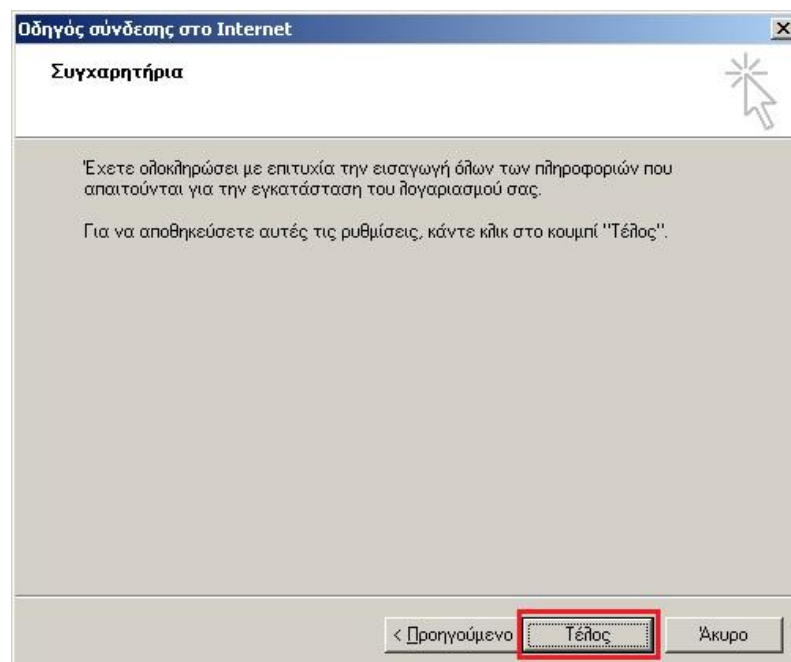 Οδηγός σύνδεσης στο Internet
Συγχαρητήρια
Έχετε ολοκληρώσει με επιτυχία την εισαγωγή όλων των πληροφοριών που
απαιτούνται για την εγκατάσταση του λογαριασμού σας.
Για να αποθηκεύσετε αυτές τις ρυθμίσεις, κάντε κλικ στο κουμπί "Τέλος".
< Προηγούμενο Τέλος Άκυρο